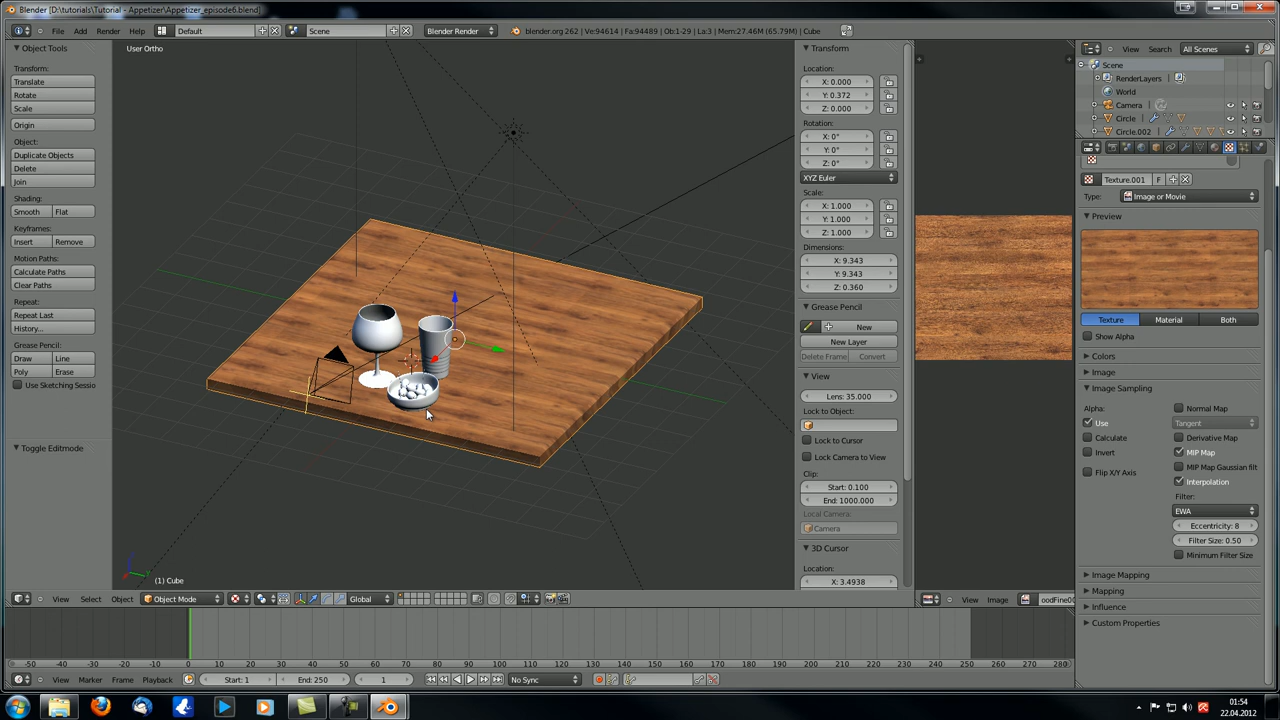 Blender [D:\tutorials\Tutorial - Appetizer\Appetizer_episode6.blend]
File Add Render Help Default Scene Blender Render blender.org 262 | Ve:94614 | Fa:94489 | Ob:1-29 | La:3 | Mem:27.46M (65.79M) | Cube
Object Tools
Transform:
Translate
Rotate
Scale
Origin
Object:
Duplicate Objects
Delete
Join
Shading:
Smooth Flat
Keyframes:
Insert Remove
Motion Paths:
Calculate Paths
Clear Paths
Repeat:
Repeat Last
History...
Grease Pencil:
Draw Line
Poly Erase
Use Sketching Sessio
Toggle Editmode
User Ortho
(1) Cube
Transform
Location:
X: 0.000
Y: 0.372
Z: 0.000
Rotation:
X: 0°
Y: 0°
Z: 0°
XYZ Euler
Scale:
X: 1.000
Y: 1.000
Z: 1.000
Dimensions:
X: 9.343
Y: 9.343
Z: 0.360
Grease Pencil
New
New Layer
Delete Frame Convert
View
Lens: 35.000
Lock to Object:
Lock to Cursor
Lock Camera to View
Clip:
Start: 0.100
End: 1000.000
Local Camera:
Camera
3D Cursor
Location:
X: 3.4938
View Search All Scenes
Scene
RenderLayers
World
Camera
Circle
Circle.002
Texture.001 F
Type: Image or Movie
Preview
Texture Material Both
Show Alpha
Colors
Image
Image Sampling
Alpha: Normal Map
Use Tangent
Calculate Derivative Map
Invert MIP Map
MIP Map Gaussian filt
Flip X/Y Axis Interpolation
Filter:
EWA
Eccentricity: 8
Filter Size: 0.50
Minimum Filter Size
Image Mapping
Mapping
Influence
Custom Properties
View Select Object Object Mode Global View Image oodFine00
-50 -40 -30 -20 -10 0 10 20 30 40 50 60 70 80 90 100 110 120 130 140 150 160 170 180 190 200 210 220 230 240 250 260 270 280
View Marker Frame Playback Start: 1 End: 250 1 No Sync
01:54
22.04.2012